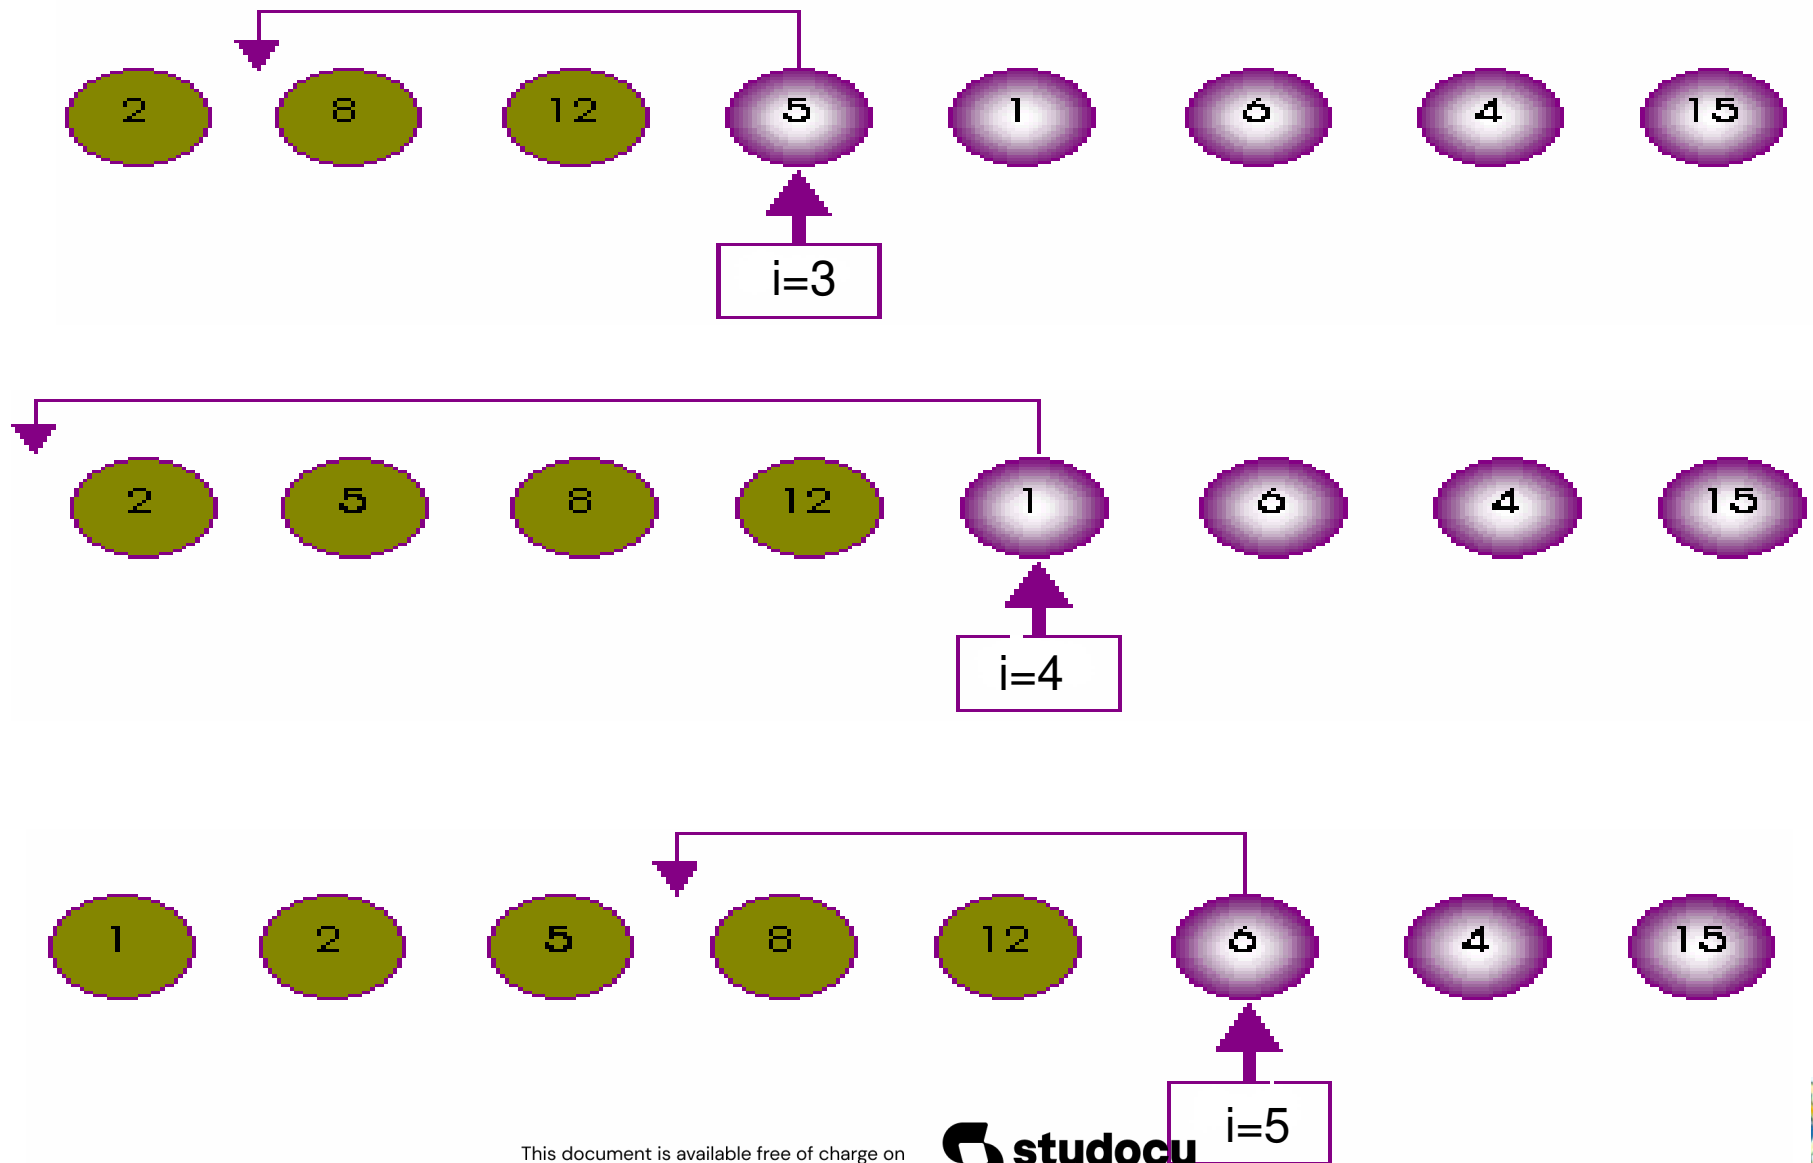 2 8 12 5 1 6 4 15
i=3
2 5 8 12 1 6 4 15
i=4
1 2 5 8 12 6 4 15
i=5
This document is available free of charge on studocu